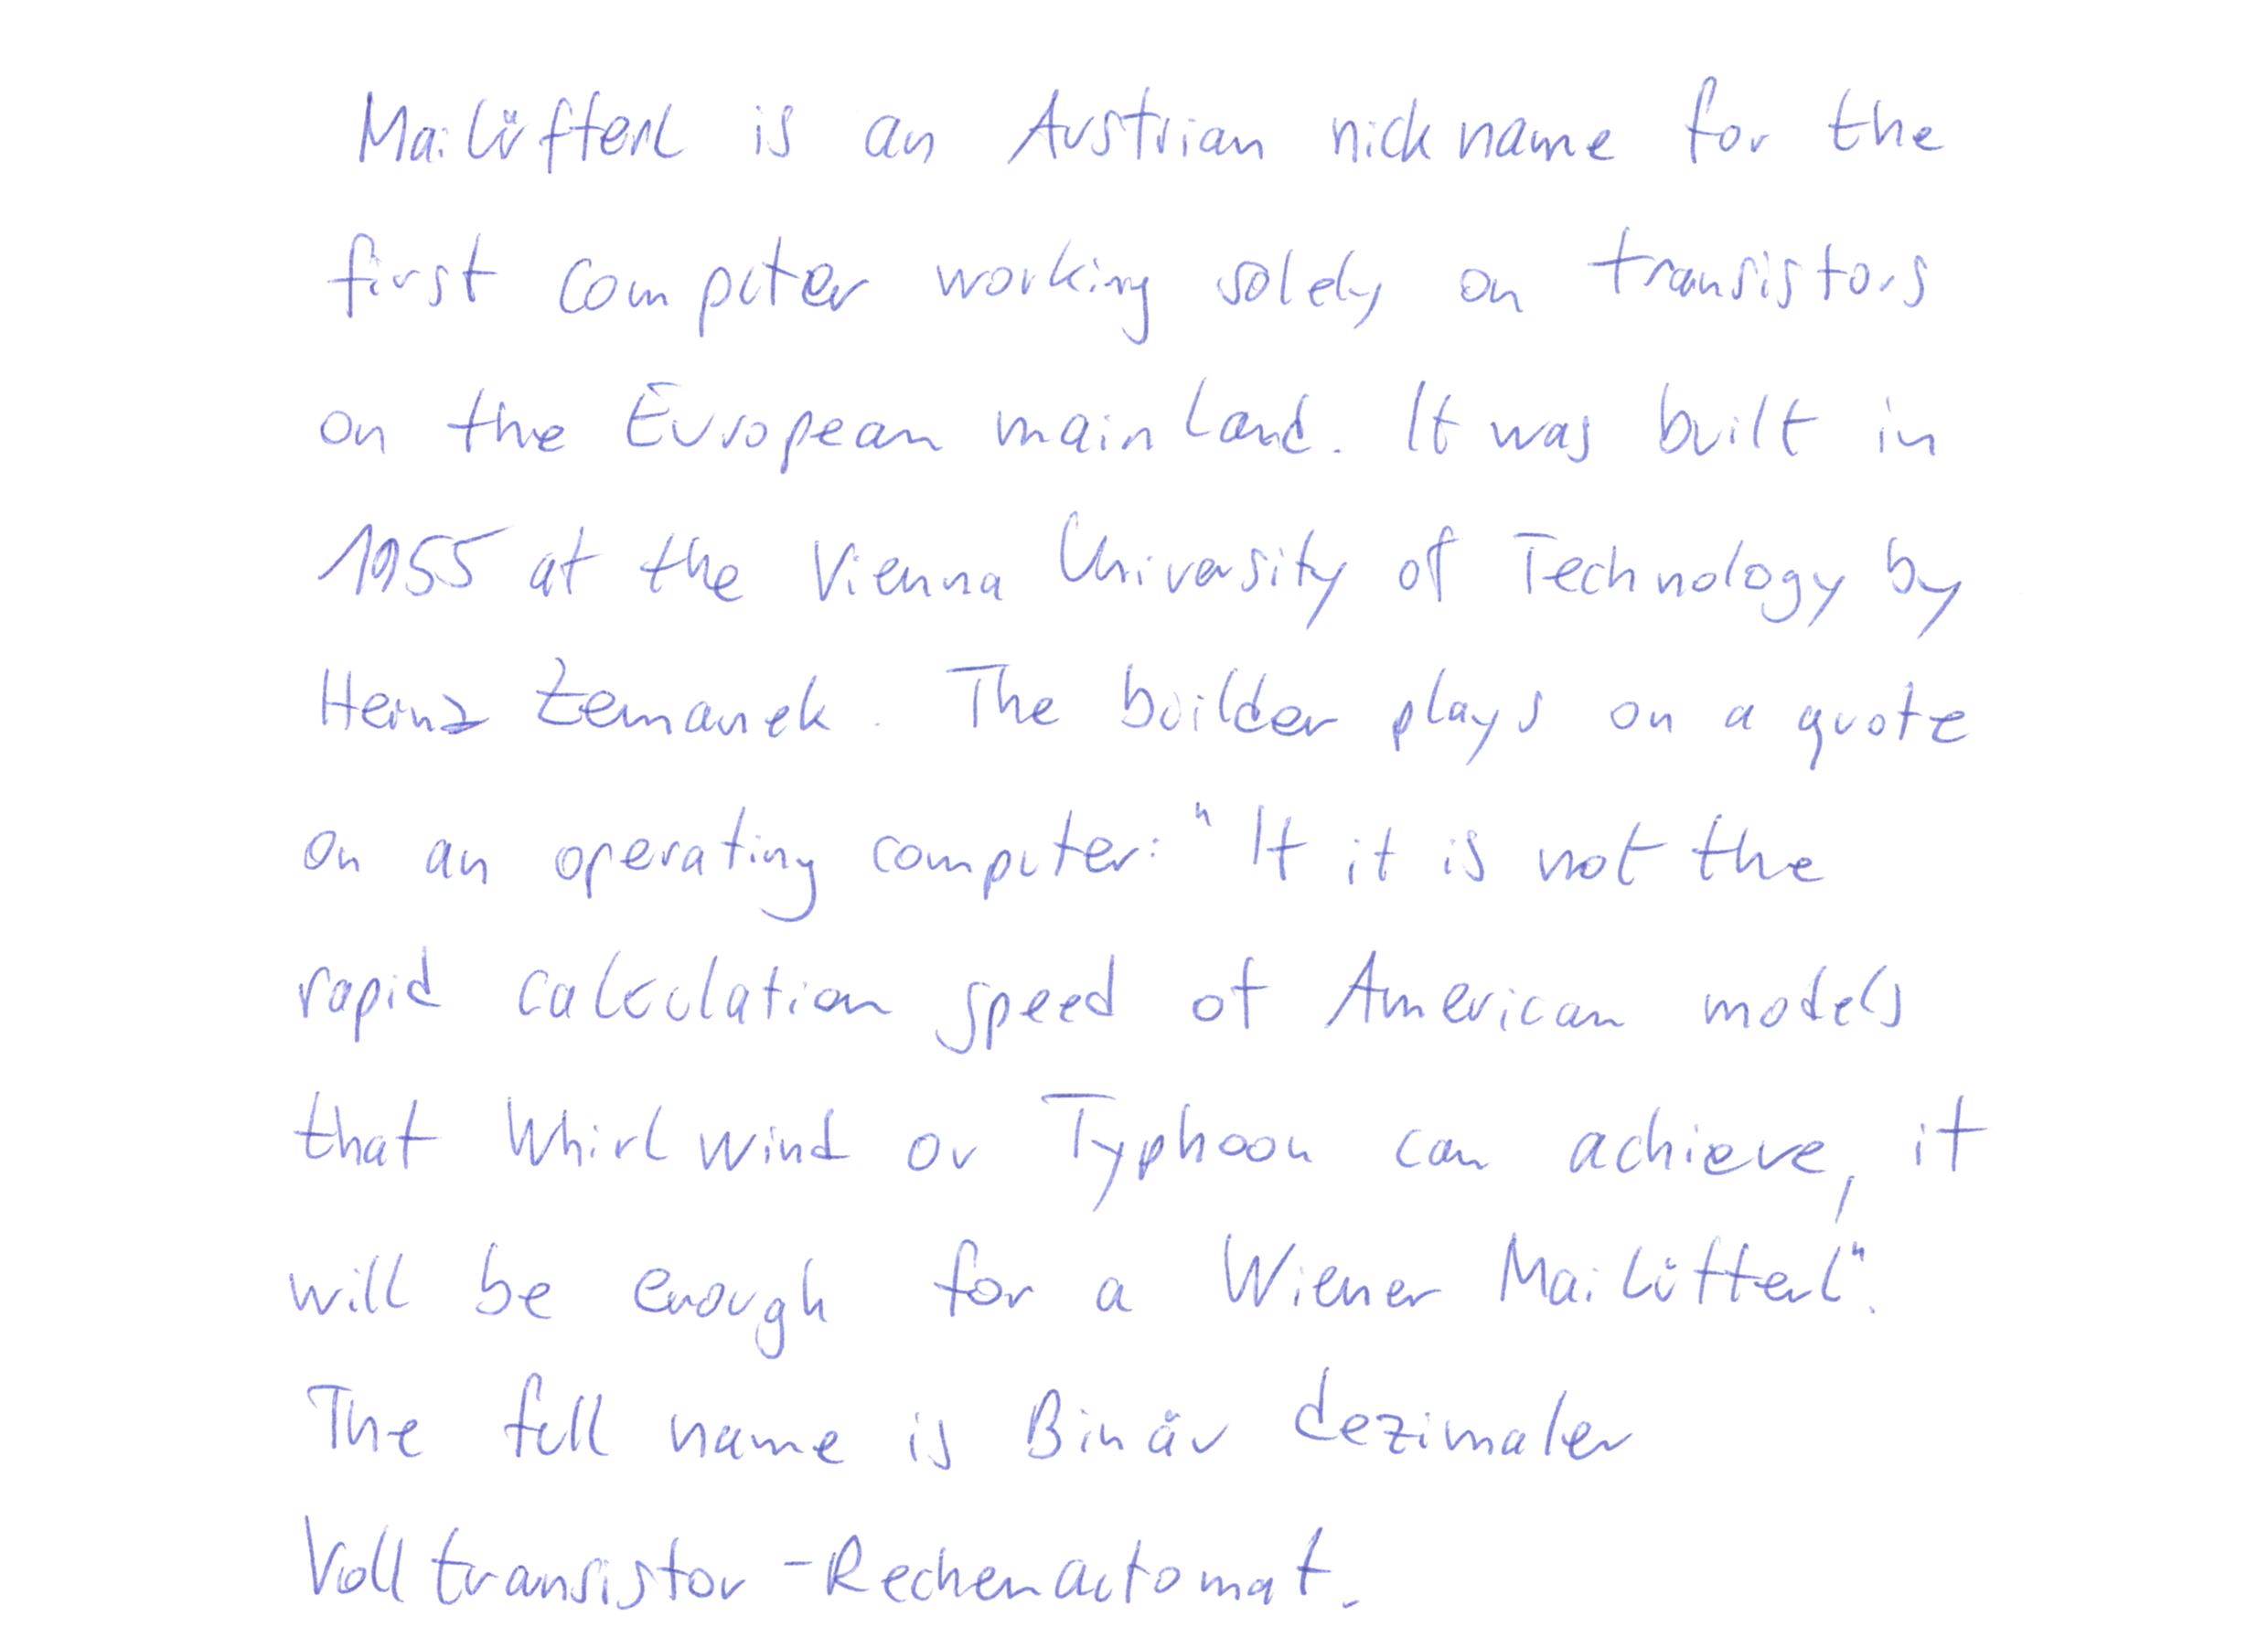 Mailüfterl is an Austrian nickname for the
first computer working solely on transistors
on the European mainland. It was built in
1955 at the Vienna University of Technology by
Heinz Zemanek. The builder plays on a quote
on an operating computer: "If it is not the
rapid calculation speed of American models
that Whirlwind or Typhoon can achieve, it
will be enough for a Wiener Mailüfterl".
The full name is Binär dezimaler
Volltransistor-Rechenautomat.